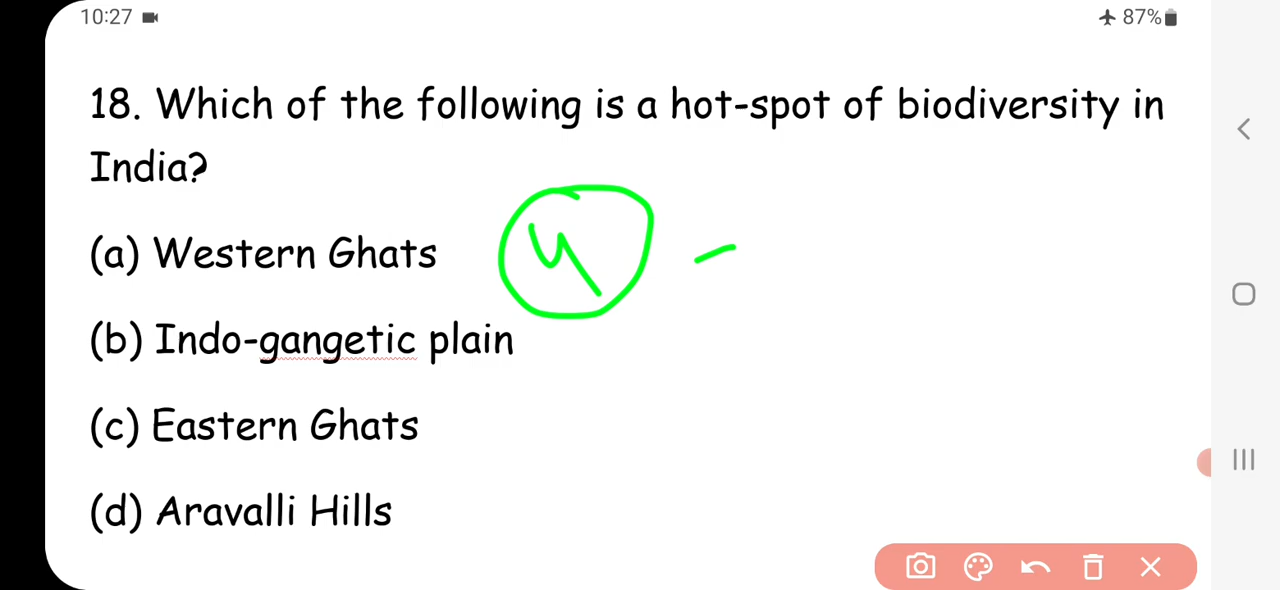 10:27 87%
18. Which of the following is a hot-spot of biodiversity in
India?
(a) Western Ghats
4 -
(b) Indo-gangetic plain
(c) Eastern Ghats
(d) Aravalli Hills